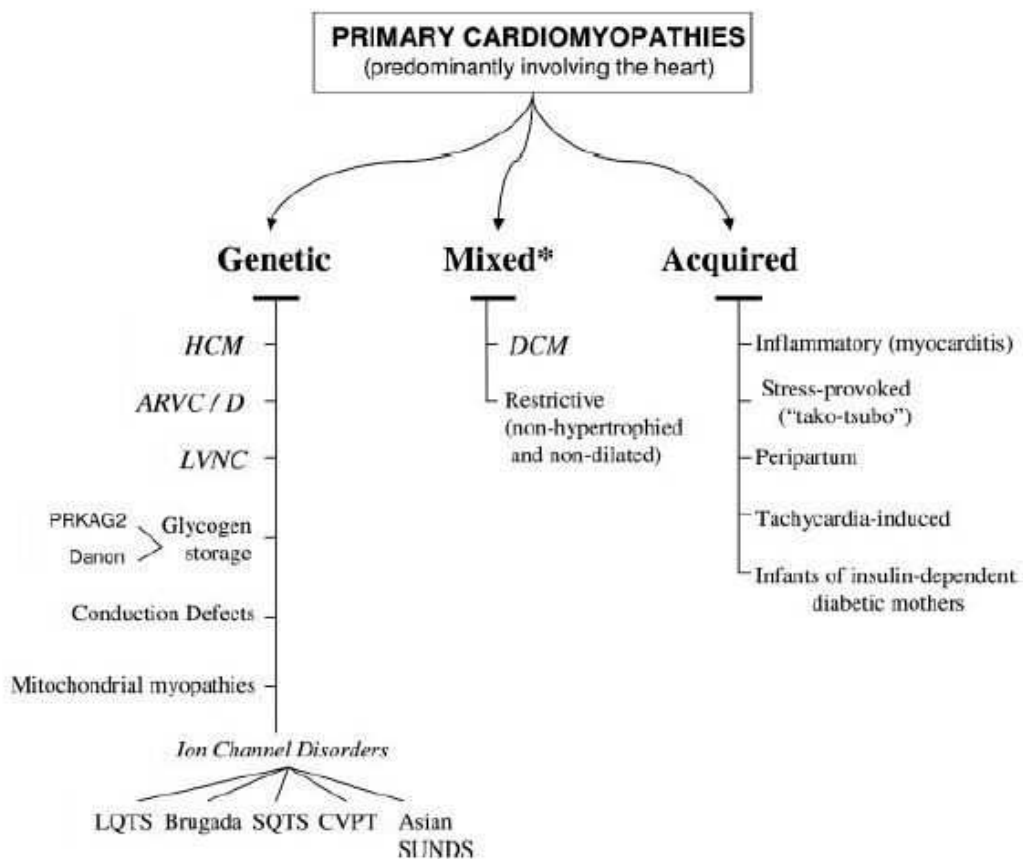 PRIMARY CARDIOMYOPATHIES
(predominantly involving the heart)
Genetic
HCM
ARVC / D
LVNC
PRKAG2
Danon
Glycogen
storage
Conduction Defects
Mitochondrial myopathies
Ion Channel Disorders
LQTS
Brugada
SQTS
CVPT
Asian
SUNDS
Mixed*
DCM
Restrictive
(non-hypertrophied
and non-dilated)
Acquired
Inflammatory (myocarditis)
Stress-provoked
(“tako-tsubo”)
Peripartum
Tachycardia-induced
Infants of insulin-dependent
diabetic mothers